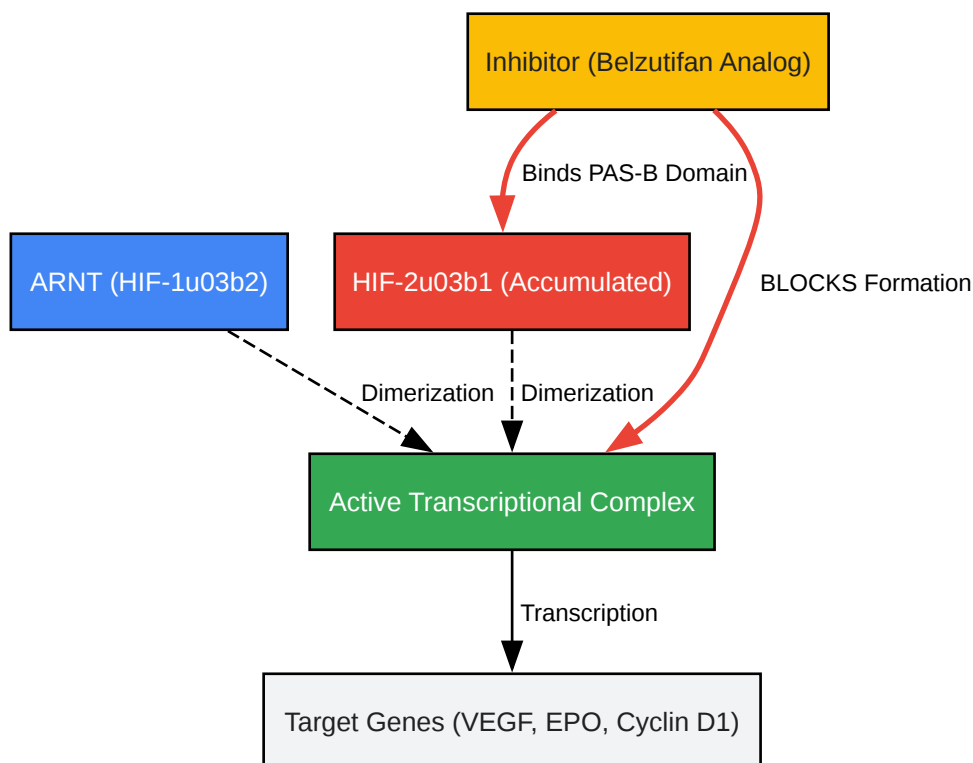 Inhibitor (Belzutifan Analog)
Binds PAS-B Domain
ARNT (HIF-1u03b2)
HIF-2u03b1 (Accumulated)
BLOCKS Formation
Dimerization
Dimerization
Active Transcriptional Complex
Transcription
Target Genes (VEGF, EPO, Cyclin D1)